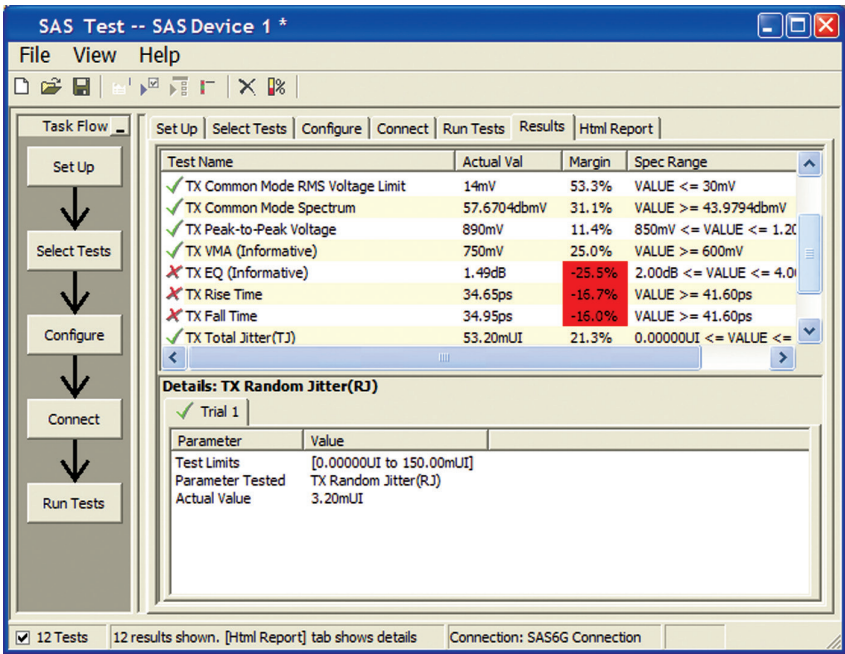 SAS Test -- SAS Device 1 *
File View Help
Task Flow
Set Up
Select Tests
Configure
Connect
Run Tests
Set Up Select Tests Configure Connect Run Tests Results Html Report
Test Name Actual Val Margin Spec Range
TX Common Mode RMS Voltage Limit 14mV 53.3% VALUE <= 30mV
TX Common Mode Spectrum 57.6704dbmV 31.1% VALUE >= 43.9794dbmV
TX Peak-to-Peak Voltage 890mV 11.4% 850mV <= VALUE <= 1.20
TX VMA (Informative) 750mV 25.0% VALUE >= 600mV
TX EQ (Informative) 1.49dB -25.5% 2.00dB <= VALUE <= 4.0
TX Rise Time 34.65ps -16.7% VALUE >= 41.60ps
TX Fall Time 34.95ps -16.0% VALUE >= 41.60ps
TX Total Jitter(TJ) 53.20mUI 21.3% 0.00000UI <= VALUE <=
Details: TX Random Jitter(RJ)
Trial 1
Parameter Value
Test Limits [0.00000UI to 150.00mUI]
Parameter Tested TX Random Jitter(RJ)
Actual Value 3.20mUI
12 Tests 12 results shown. [Html Report] tab shows details Connection: SAS6G Connection